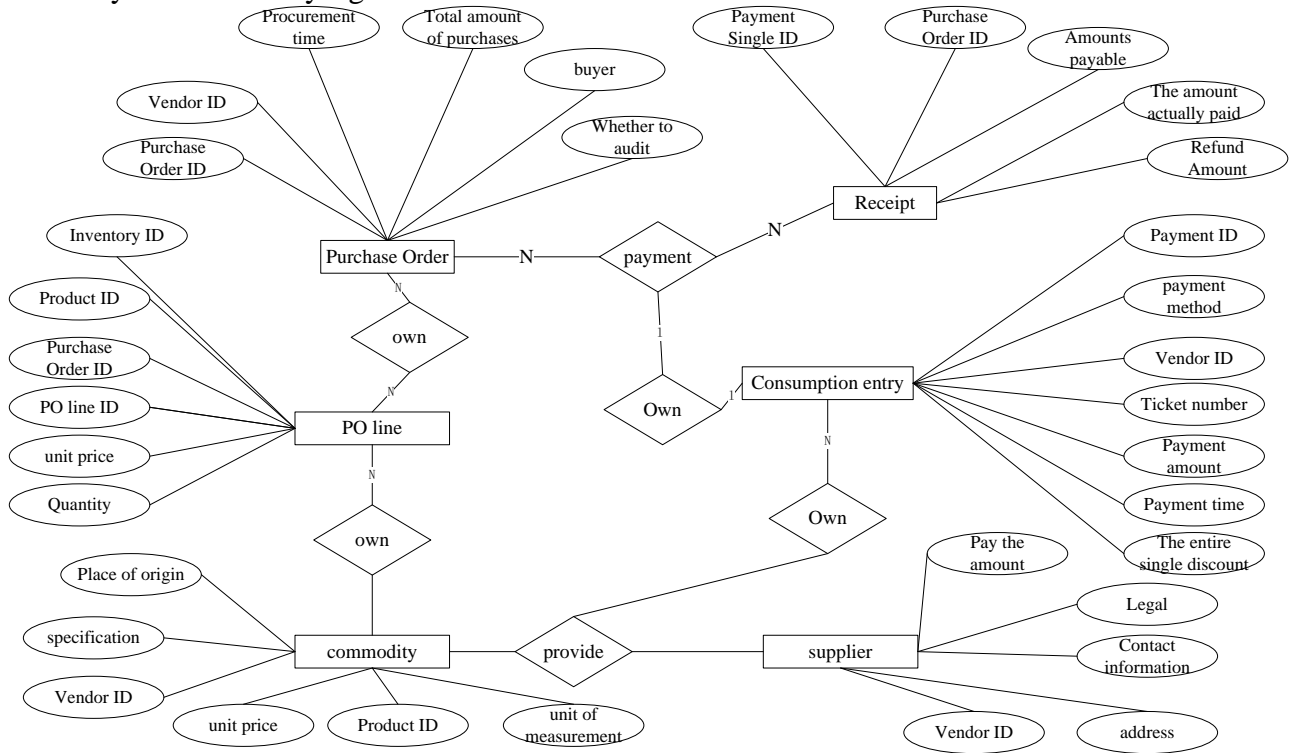 Procurement
time
Total amount
of purchases
Payment
Single ID
Purchase
Order ID
Amounts
payable
buyer
Vendor ID
The amount
actually paid
Whether to
audit
Purchase
Order ID
Refund
Amount
Receipt
Inventory ID
N
Payment ID
Purchase Order
N
payment
N
Product ID
payment
method
own
1
Purchase
Order ID
Vendor ID
Consumption entry
N
1
Own
PO line ID
Ticket number
PO line
N
unit price
Payment
amount
N
Quantity
Payment time
Own
own
Pay the
amount
The entire
single discount
Place of origin
Legal
specification
commodity
provide
supplier
Contact
information
Vendor ID
unit price
Product ID
unit of
measurement
Vendor ID
address